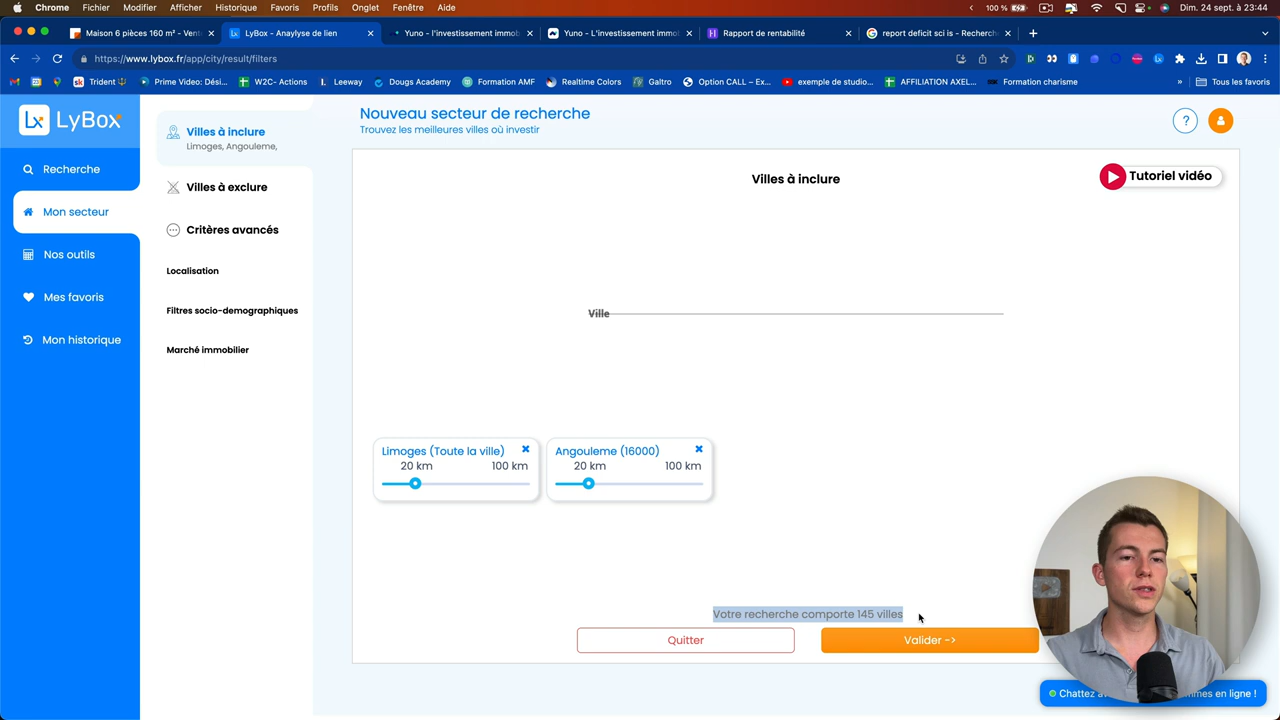 Chrome Fichier Modifier Afficher Historique Favoris Profils Onglet Fenêtre Aide
100 % Dim. 24 sept. à 23:44
Maison 6 pièces 160 m² - Vent
LyBox - Anaylyse de lien
Yuno - l'investissement immob
Yuno - L'investissement immob
Rapport de rentabilité
report deficit sci is - Recherch
https://www.lybox.fr/app/city/result/filters
Trident
Prime Video: Dési...
W2C- Actions
Leeway
Dougs Academy
Formation AMF
Realtime Colors
Galtro
Option CALL – Ex...
exemple de studio...
AFFILIATION AXEL...
Formation charisme
»
Tous les favoris
Lx LyBox
Recherche
Mon secteur
Nos outils
Mes favoris
Mon historique
Villes à inclure
Limoges, Angouleme,
Villes à exclure
Critères avancés
Localisation
Filtres socio-demographiques
Marché immobilier
Nouveau secteur de recherche
Trouvez les meilleures villes où investir
?
Villes à inclure
Tutoriel vidéo
Ville
Limoges (Toute la ville)
20 km 100 km
Angouleme (16000)
20 km 100 km
Votre recherche comporte 145 villes
Quitter
Valider ->
Chattez mmes en ligne !